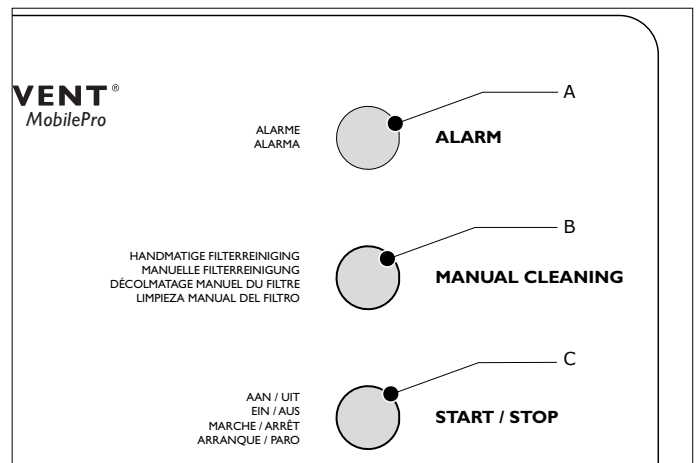 VENT®
MobilePro
A
ALARME
ALARMA
ALARM
B
HANDMATIGE FILTERREINIGING
MANUELLE FILTERREINIGUNG
DÉCOLMATAGE MANUEL DU FILTRE
LIMPIEZA MANUAL DEL FILTRO
MANUAL CLEANING
C
AAN / UIT
EIN / AUS
MARCHE / ARRÊT
ARRANQUE / PARO
START / STOP